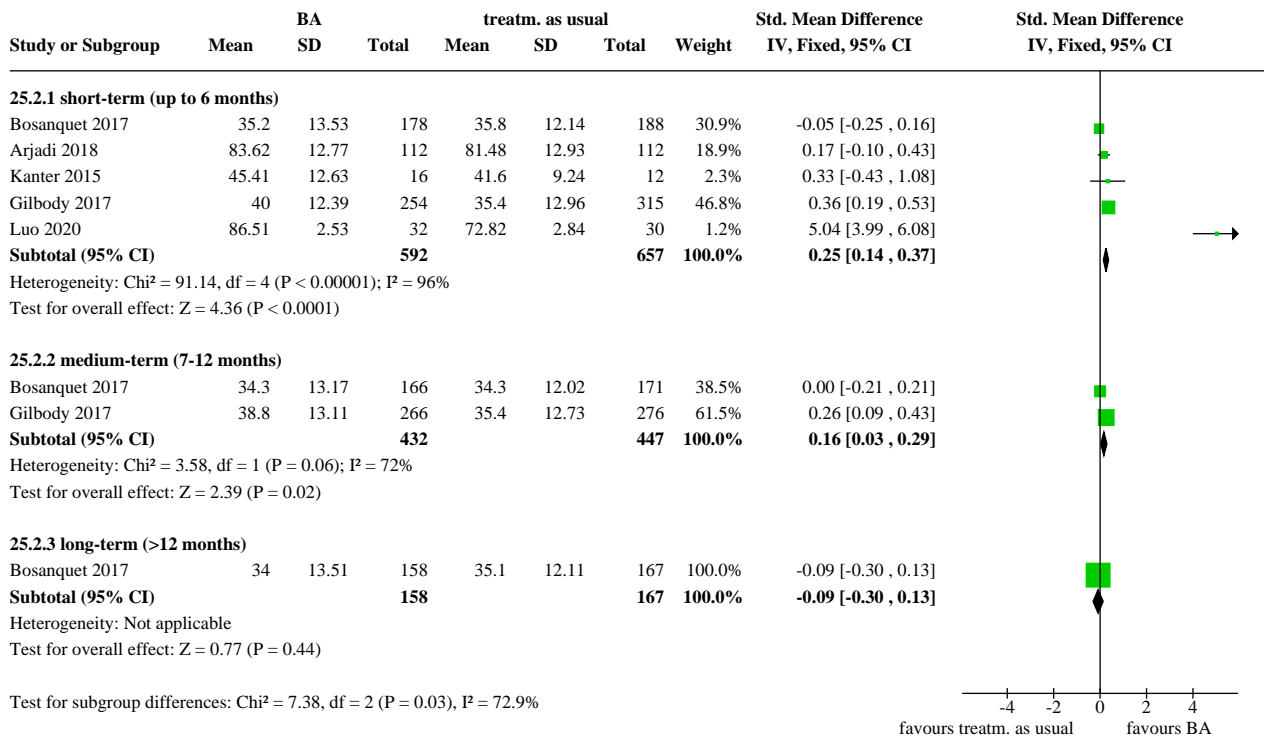 BA treatm. as usual Std. Mean Difference Std. Mean Difference
Study or Subgroup Mean SD Total Mean SD Total Weight IV, Fixed, 95% CI IV, Fixed, 95% CI
25.2.1 short-term (up to 6 months)
Bosanquet 2017 35.2 13.53 178 35.8 12.14 188 30.9% -0.05 [-0.25 , 0.16]
Arjadi 2018 83.62 12.77 112 81.48 12.93 112 18.9% 0.17 [-0.10 , 0.43]
Kanter 2015 45.41 12.63 16 41.6 9.24 12 2.3% 0.33 [-0.43 , 1.08]
Gilbody 2017 40 12.39 254 35.4 12.96 315 46.8% 0.36 [0.19 , 0.53]
Luo 2020 86.51 2.53 32 72.82 2.84 30 1.2% 5.04 [3.99 , 6.08]
Subtotal (95% CI) 592 657 100.0% 0.25 [0.14 , 0.37]
Heterogeneity: Chi² = 91.14, df = 4 (P < 0.00001); I² = 96%
Test for overall effect: Z = 4.36 (P < 0.0001)
25.2.2 medium-term (7-12 months)
Bosanquet 2017 34.3 13.17 166 34.3 12.02 171 38.5% 0.00 [-0.21 , 0.21]
Gilbody 2017 38.8 13.11 266 35.4 12.73 276 61.5% 0.26 [0.09 , 0.43]
Subtotal (95% CI) 432 447 100.0% 0.16 [0.03 , 0.29]
Heterogeneity: Chi² = 3.58, df = 1 (P = 0.06); I² = 72%
Test for overall effect: Z = 2.39 (P = 0.02)
25.2.3 long-term (>12 months)
Bosanquet 2017 34 13.51 158 35.1 12.11 167 100.0% -0.09 [-0.30 , 0.13]
Subtotal (95% CI) 158 167 100.0% -0.09 [-0.30 , 0.13]
Heterogeneity: Not applicable
Test for overall effect: Z = 0.77 (P = 0.44)
Test for subgroup differences: Chi² = 7.38, df = 2 (P = 0.03), I² = 72.9%
-4 -2 0 2 4
favours treatm. as usual favours BA